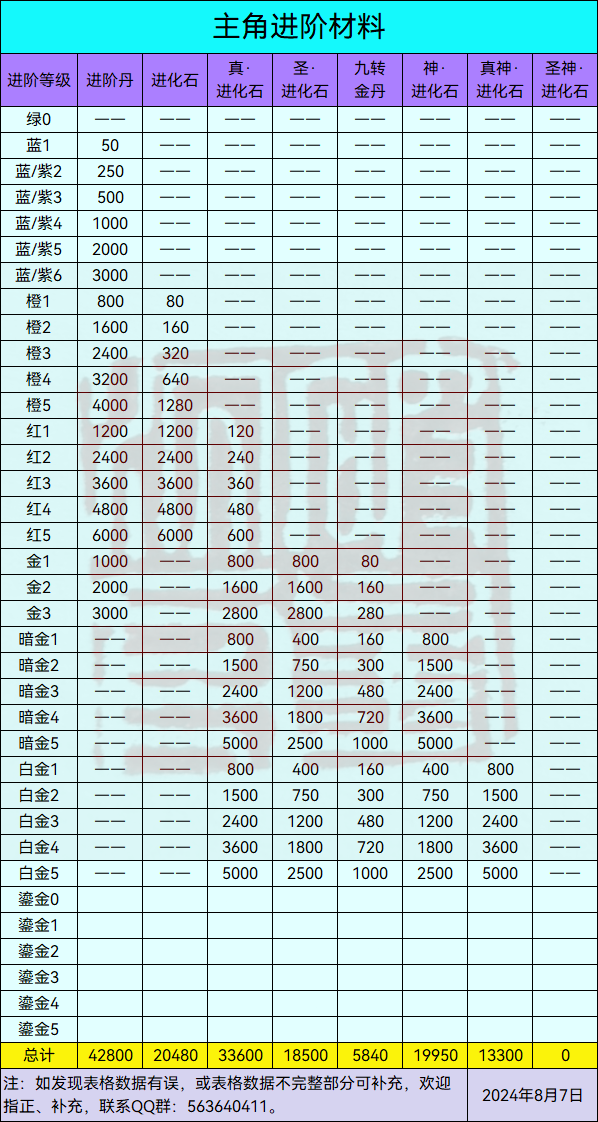 主角进阶材料
进阶等级 进阶丹 进化石 真·进化石 圣·进化石 九转金丹 神·进化石 真神·进化石 圣神·进化石
绿0 —— —— —— —— —— —— —— ——
蓝1 50 —— —— —— —— —— —— ——
蓝/紫2 250 —— —— —— —— —— —— ——
蓝/紫3 500 —— —— —— —— —— —— ——
蓝/紫4 1000 —— —— —— —— —— —— ——
蓝/紫5 2000 —— —— —— —— —— —— ——
蓝/紫6 3000 —— —— —— —— —— —— ——
橙1 800 80 —— —— —— —— —— ——
橙2 1600 160 —— —— —— —— —— ——
橙3 2400 320 —— —— —— —— —— ——
橙4 3200 640 —— —— —— —— —— ——
橙5 4000 1280 —— —— —— —— —— ——
红1 1200 1200 120 —— —— —— —— ——
红2 2400 2400 240 —— —— —— —— ——
红3 3600 3600 360 —— —— —— —— ——
红4 4800 4800 480 —— —— —— —— ——
红5 6000 6000 600 —— —— —— —— ——
金1 1000 —— 800 800 80 —— —— ——
金2 2000 —— 1600 1600 160 —— —— ——
金3 3000 —— 2800 2800 280 —— —— ——
暗金1 —— —— 800 400 160 800 —— ——
暗金2 —— —— 1500 750 300 1500 —— ——
暗金3 —— —— 2400 1200 480 2400 —— ——
暗金4 —— —— 3600 1800 720 3600 —— ——
暗金5 —— —— 5000 2500 1000 5000 —— ——
白金1 —— —— 800 400 160 400 800 ——
白金2 —— —— 1500 750 300 750 1500 ——
白金3 —— —— 2400 1200 480 1200 2400 ——
白金4 —— —— 3600 1800 720 1800 3600 ——
白金5 —— —— 5000 2500 1000 2500 5000 ——
鎏金0
鎏金1
鎏金2
鎏金3
鎏金4
鎏金5
总计 42800 20480 33600 18500 5840 19950 13300 0
注：如发现表格数据有误，或表格数据不完整部分可补充，欢迎
指正、补充，联系QQ群：563640411。
2024年8月7日